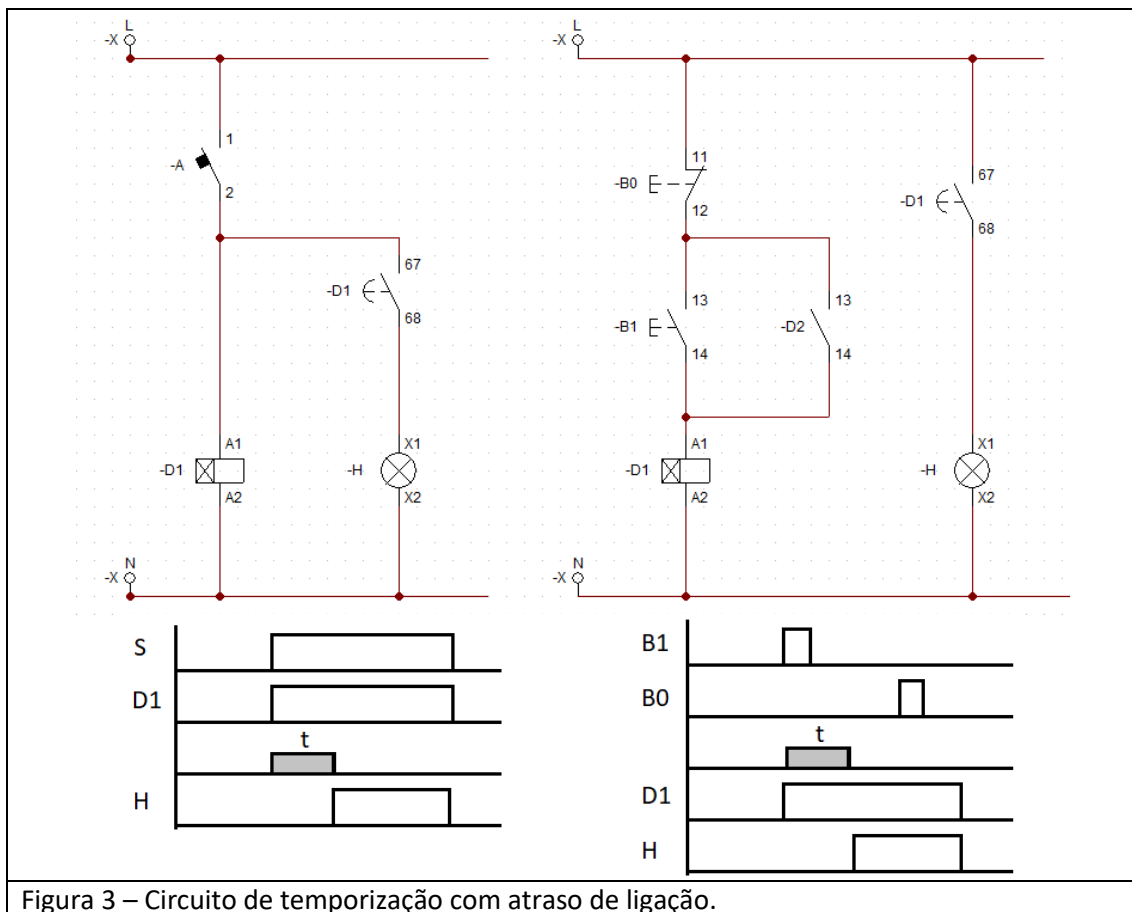 L
-X
1
-A
2
67
-D1
68
A1
-D1
A2
X1
-H
X2
N
-X
L
-X
11
-B0
12
13
-B1
14
13
-D2
14
67
-D1
68
A1
-D1
A2
X1
-H
X2
N
-X
S
D1
t
H
B1
B0
t
D1
H
Figura 3 – Circuito de temporização com atraso de ligação.